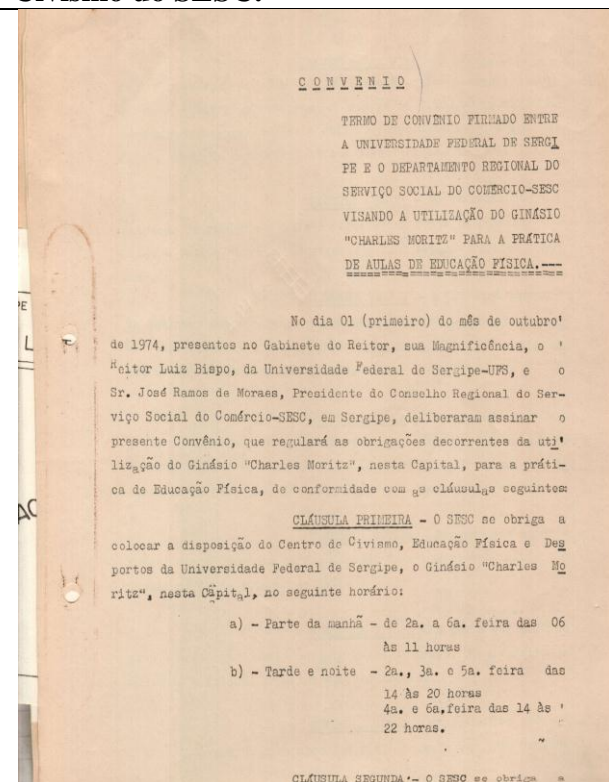 CONVENIO
TERMO DE CONVÊNIO FIRMADO ENTRE
A UNIVERSIDADE FEDERAL DE SERGI
PE E O DEPARTAMENTO REGIONAL DO
SERVIÇO SOCIAL DO COMÉRCIO-SESC
VISANDO A UTILIZAÇÃO DO GINÁSIO
"CHARLES MORITZ" PARA A PRÁTICA
DE AULAS DE EDUCAÇÃO FÍSICA.---
No dia 01 (primeiro) do mês de outubro'
de 1974, presentes no Gabinete do Reitor, sua Magnificência, o '
Reitor Luiz Bispo, da Universidade Federal de Sergipe-UFS, e o
Sr. José Ramos de Moraes, Presidente do Conselho Regional do Ser-
viço Social do Comércio-SESC, em Sergipe, deliberaram assinar o
presente Convênio, que regulará as obrigações decorrentes da uti'
lização do Ginásio "Charles Moritz", nesta Capital, para a práti-
ca de Educação Física, de conformidade com as cláusulas seguintes:
CLÁUSULA PRIMEIRA - O SESC se obriga a
colocar a disposição do Centro de Civismo, Educação Física e Des
portos da Universidade Federal de Sergipe, o Ginásio "Charles Mo
ritz", nesta Capital, no seguinte horário:
a) - Parte da manhã - de 2a. a 6a. feira das 06
às 11 horas
b) - Tarde e noite - 2a., 3a. e 5a. feira das
14 às 20 horas
4a. e 6a.feira das 14 às '
22 horas.
CLÁUSULA SEGUNDA - O SESC se obriga a